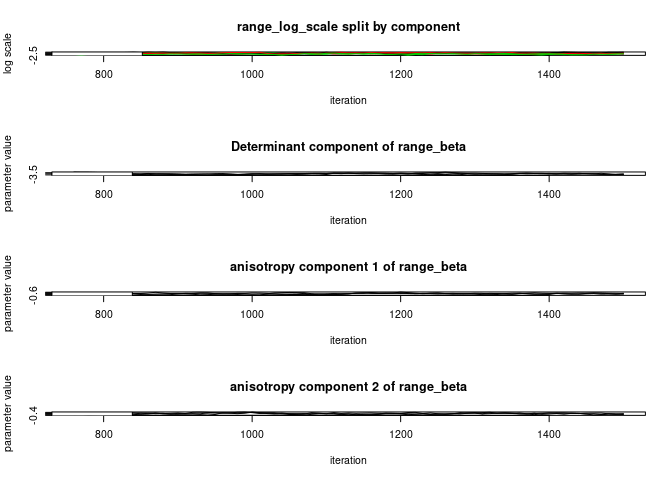 range_log_scale split by component
log scale
-2.5
800 1000 1200 1400
iteration
Determinant component of range_beta
parameter value
-3.5
800 1000 1200 1400
iteration
anisotropy component 1 of range_beta
parameter value
-0.6
800 1000 1200 1400
iteration
anisotropy component 2 of range_beta
parameter value
-0.4
800 1000 1200 1400
iteration